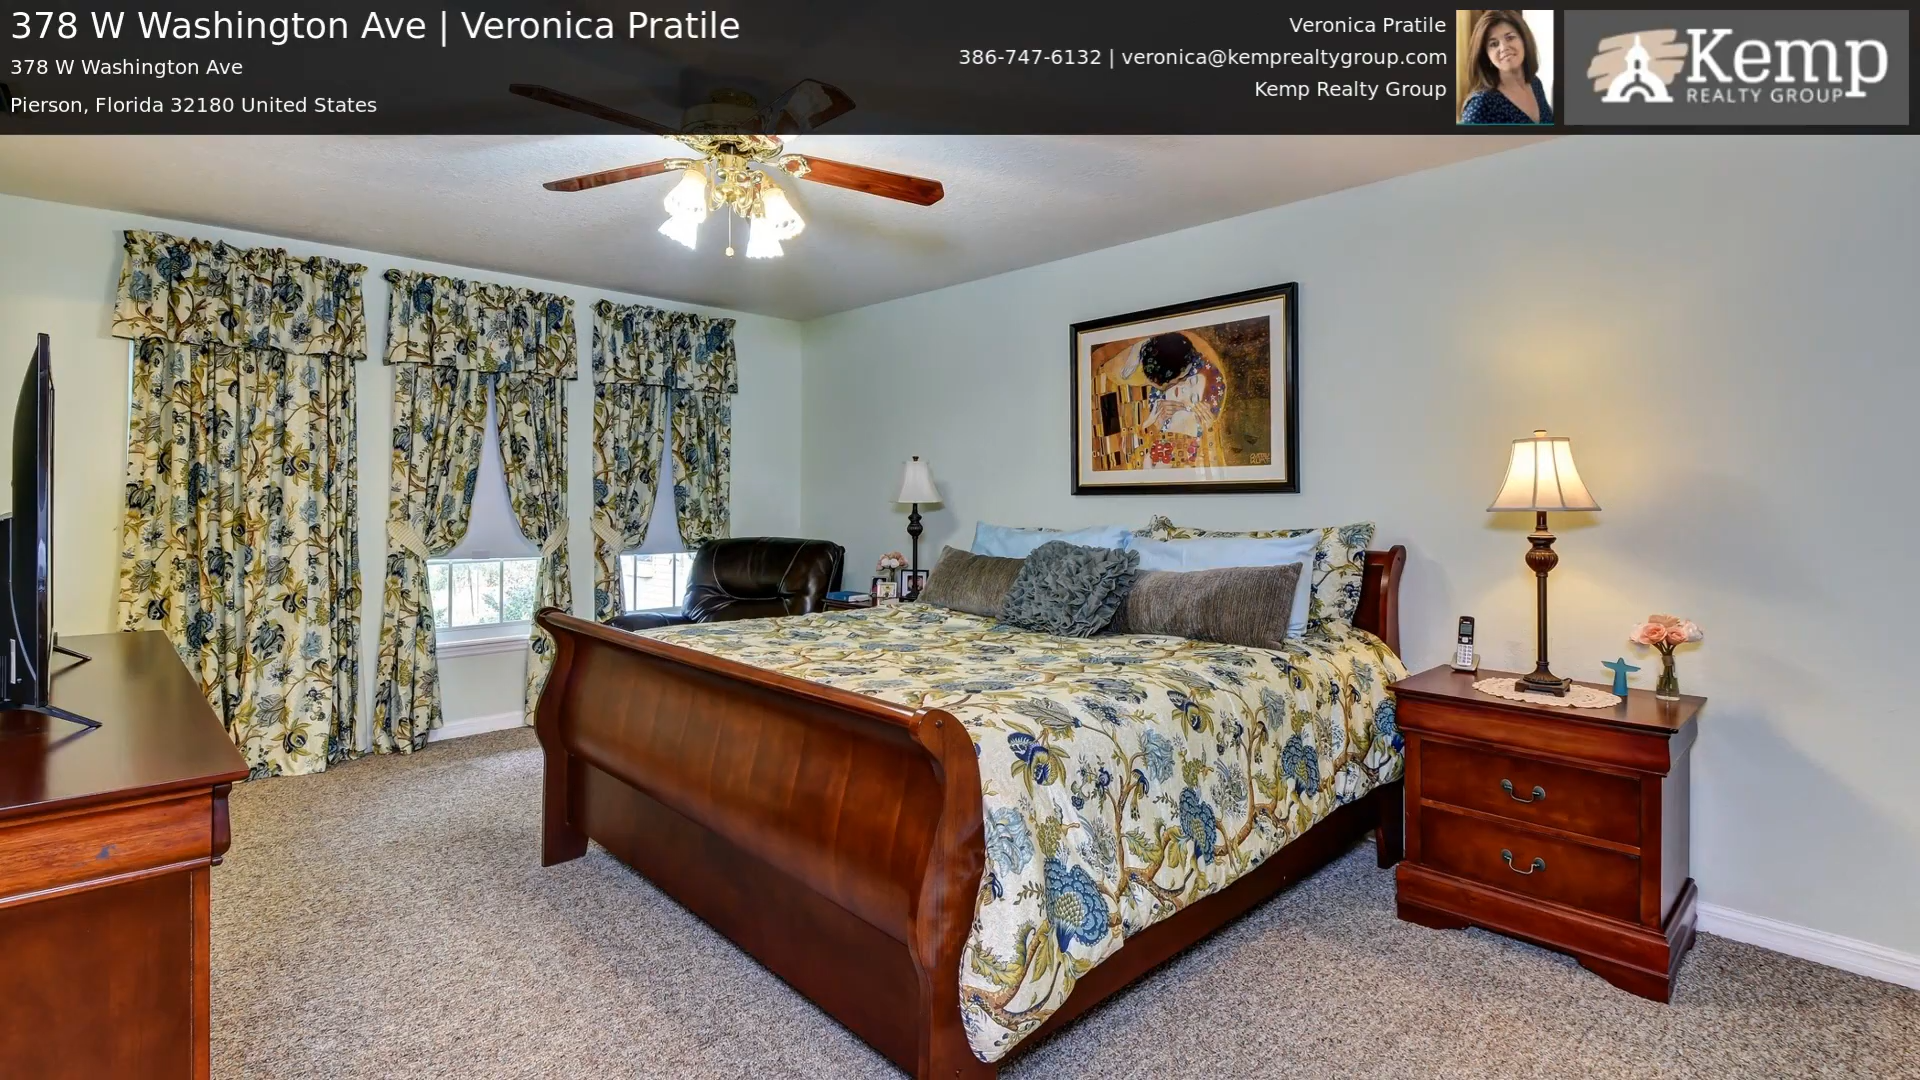 378 W Washington Ave | Veronica Pratile
378 W Washington Ave
Pierson, Florida 32180 United States
Veronica Pratile
386-747-6132 | veronica@kemprealtygroup.com
Kemp Realty Group
Kemp
REALTY GROUP